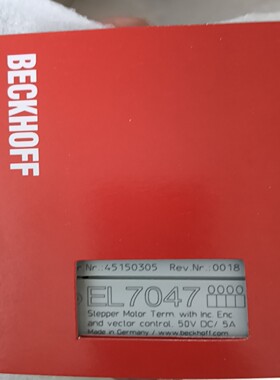 BECKHOFF
Nr.: 45150305 Rev.Nr.: 0018
EL7047
Stepper Motor Term. with Inc. Enc.
and vector control, 50V DC/ 5A
Made in Germany / www.beckhoff.com